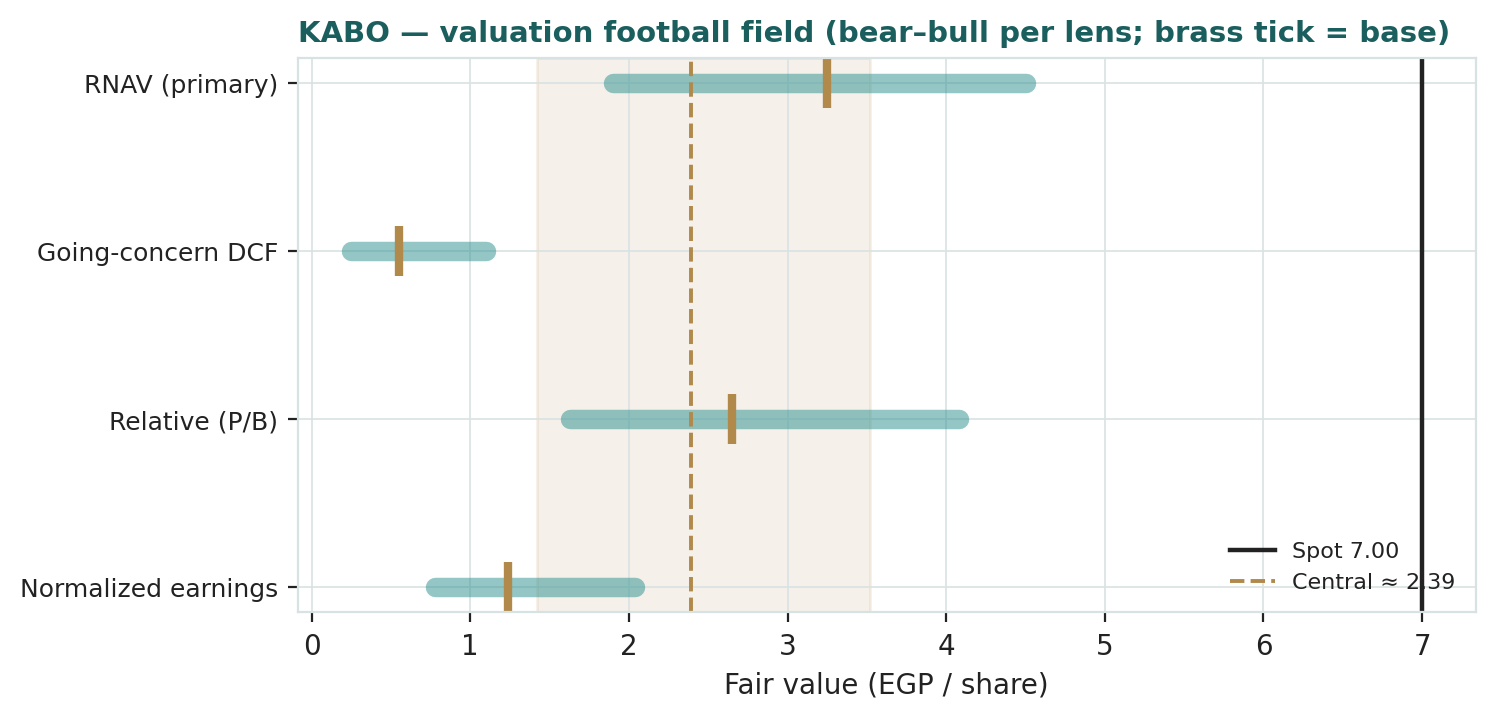 KABO — valuation football field (bear–bull per lens; brass tick = base)
RNAV (primary)
Going-concern DCF
Relative (P/B)
Normalized earnings
Spot 7.00
Central ≈ 2.39
0 1 2 3 4 5 6 7
Fair value (EGP / share)